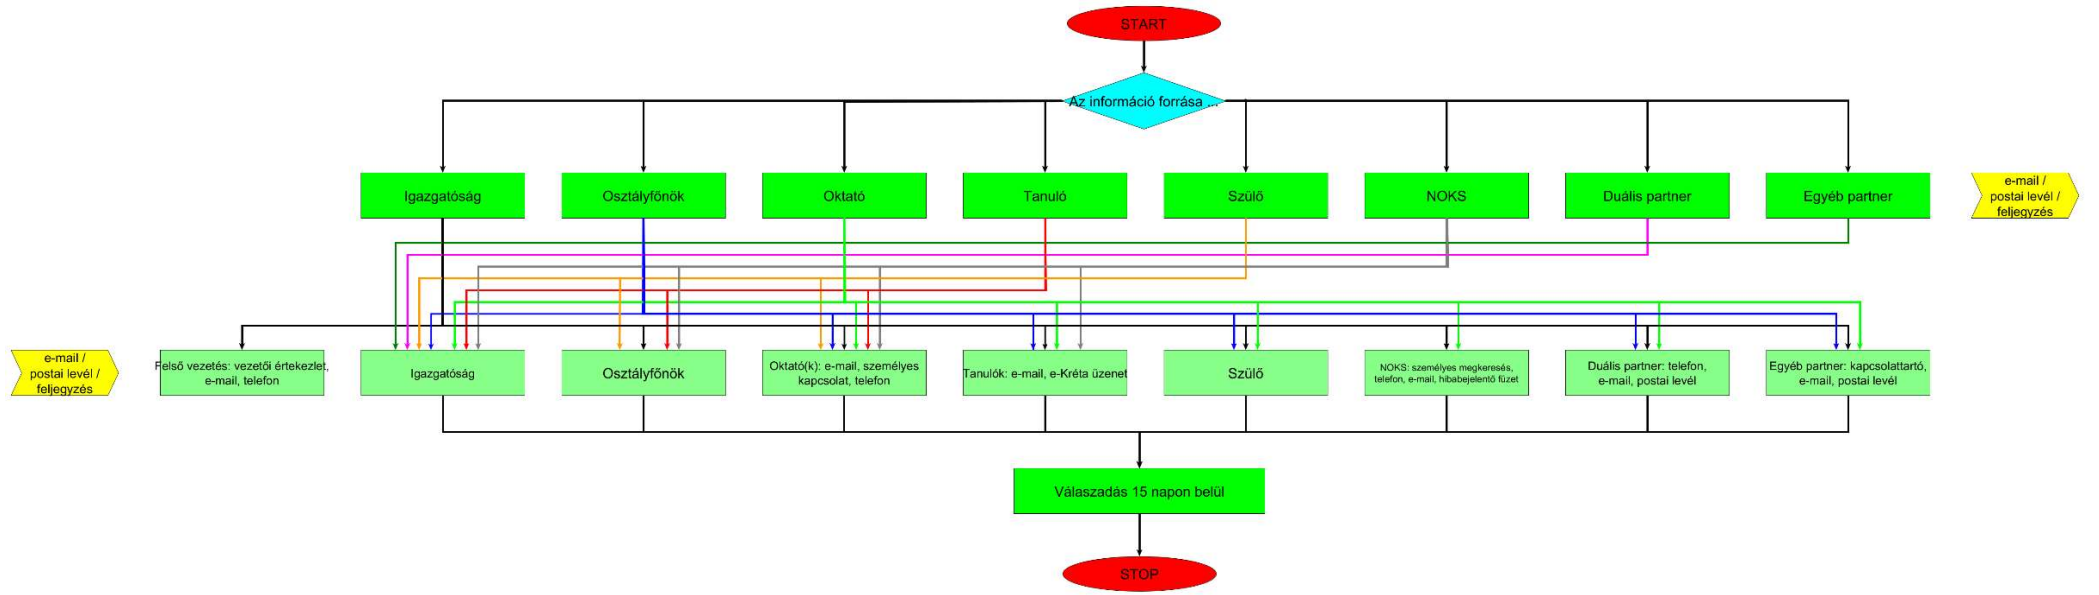 START
Az információ forrása ...
Igazgatóság
Osztályfőnök
Oktató
Tanuló
Szülő
NOKS
Duális partner
Egyéb partner
e-mail /
postai levél /
feljegyzés
e-mail /
postai levél /
feljegyzés
Felső vezetés: vezetői értekezlet,
e-mail, telefon
Igazgatóság
Osztályfőnök
Oktató(k): e-mail, személyes
kapcsolat, telefon
Tanulók: e-mail, e-Kréta üzenet
Szülő
NOKS: személyes megkeresés,
telefon, e-mail, hibabejelentő füzet
Duális partner: telefon,
e-mail, postai levél
Egyéb partner: kapcsolattartó,
e-mail, postai levél
Válaszadás 15 napon belül
STOP